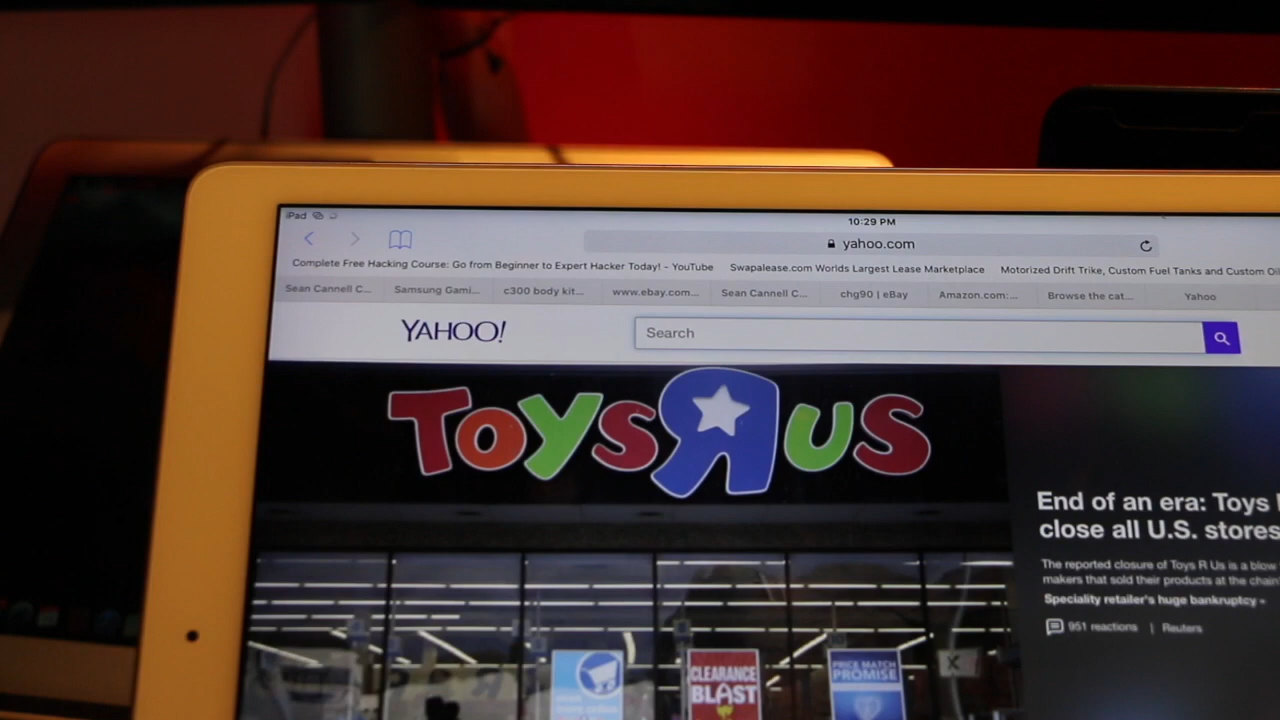 iPad
10:29 PM
yahoo.com
Complete Free Hacking Course: Go from Beginner to Expert Hacker Today! - YouTube
Swapalease.com Worlds Largest Lease Marketplace
Motorized Drift Trike, Custom Fuel Tanks and Custom Oil
Sean Cannell C...
Samsung Gami...
c300 body kit...
www.ebay.com...
Sean Cannell C...
chg90 | eBay
Amazon.com:...
Browse the cat...
Yahoo
YAHOO!
Search
TOYS R US
End of an era: Toys
close all U.S. stores
The reported closure of Toys R Us is a blow
makers that sold their products at the chain
Speciality retailer's huge bankruptcy »
951 reactions | Reuters
CLEARANCE
BLAST
PRICE MATCH
PROMISE